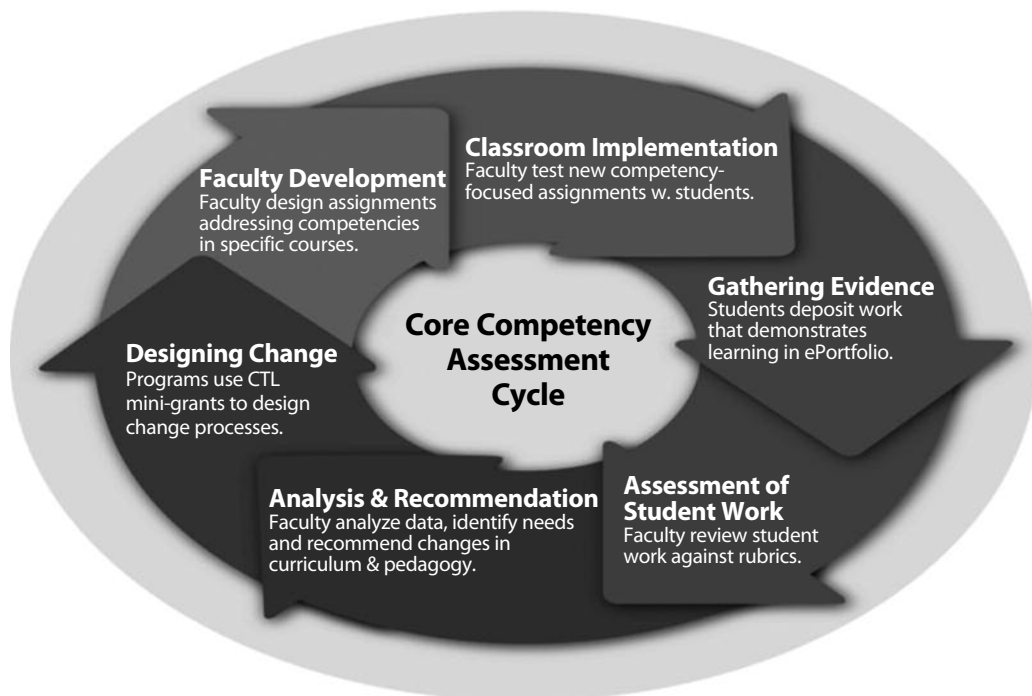 Core Competency
Assessment
Cycle
Faculty Development
Faculty design assignments
addressing competencies
in specific courses.
Classroom Implementation
Faculty test new competency-
focused assignments w. students.
Gathering Evidence
Students deposit work
that demonstrates
learning in ePortfolio.
Assessment of
Student Work
Faculty review student
work against rubrics.
Analysis & Recommendation
Faculty analyze data, identify needs
and recommend changes in
curriculum & pedagogy.
Designing Change
Programs use CTL
mini-grants to design
change processes.